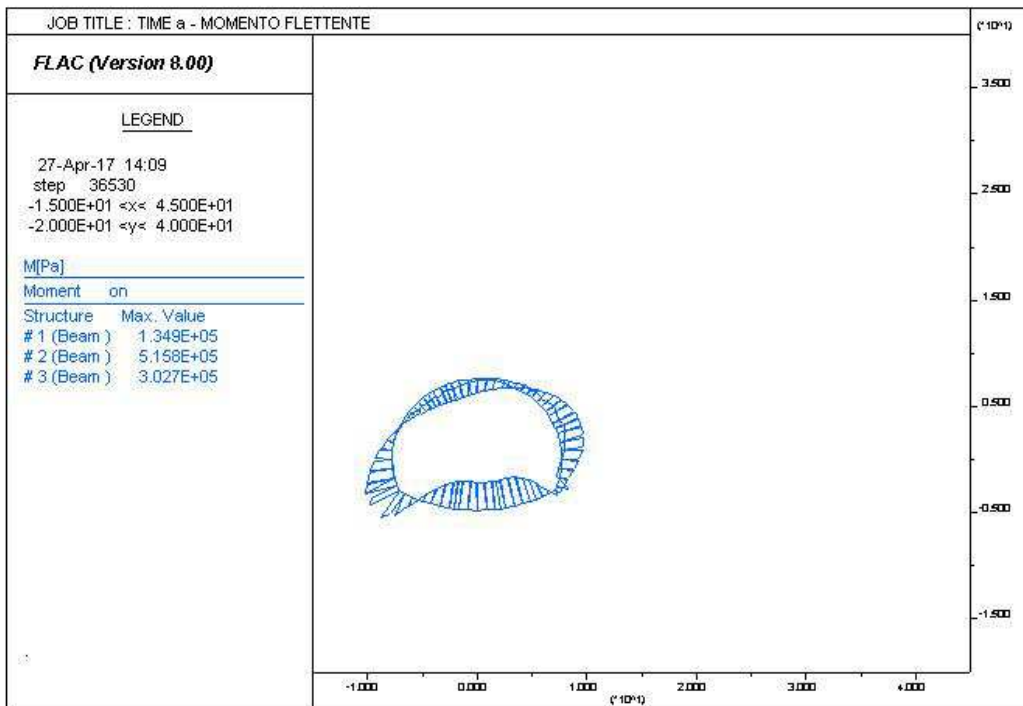 JOB TITLE : TIME a - MOMENTO FLETTENTE
(*10^1)
FLAC (Version 8.00)
LEGEND
27-Apr-17 14:09
step 36530
-1.500E+01 <x< 4.500E+01
-2.000E+01 <y< 4.000E+01
M[Pa]
Moment on
Structure Max. Value
# 1 (Beam ) 1.349E+05
# 2 (Beam ) 5.158E+05
# 3 (Beam ) 3.027E+05
3.500
2.500
1.500
0.500
-0.500
-1.500
-1.000 0.000 1.000 2.000 3.000 4.000
(*10^1)